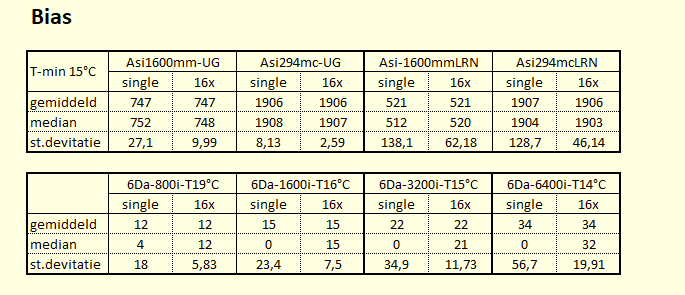 Bias
T-min 15°C Asi1600mm-UG Asi294mc-UG Asi-1600mmLRN Asi294mcLRN
single 16x single 16x single 16x single 16x
gemiddeld 747 747 1906 1906 521 521 1907 1906
median 752 748 1908 1907 512 520 1904 1903
st.devitatie 27,1 9,99 8,13 2,59 138,1 62,18 128,7 46,14
6Da-800i-T19°C 6Da-1600i-T16°C 6Da-3200i-T15°C 6Da-6400i-T14°C
single 16x single 16x single 16x single 16x
gemiddeld 12 12 15 15 22 22 34 34
median 4 12 0 15 0 21 0 32
st.devitatie 18 5,83 23,4 7,5 34,9 11,73 56,7 19,91